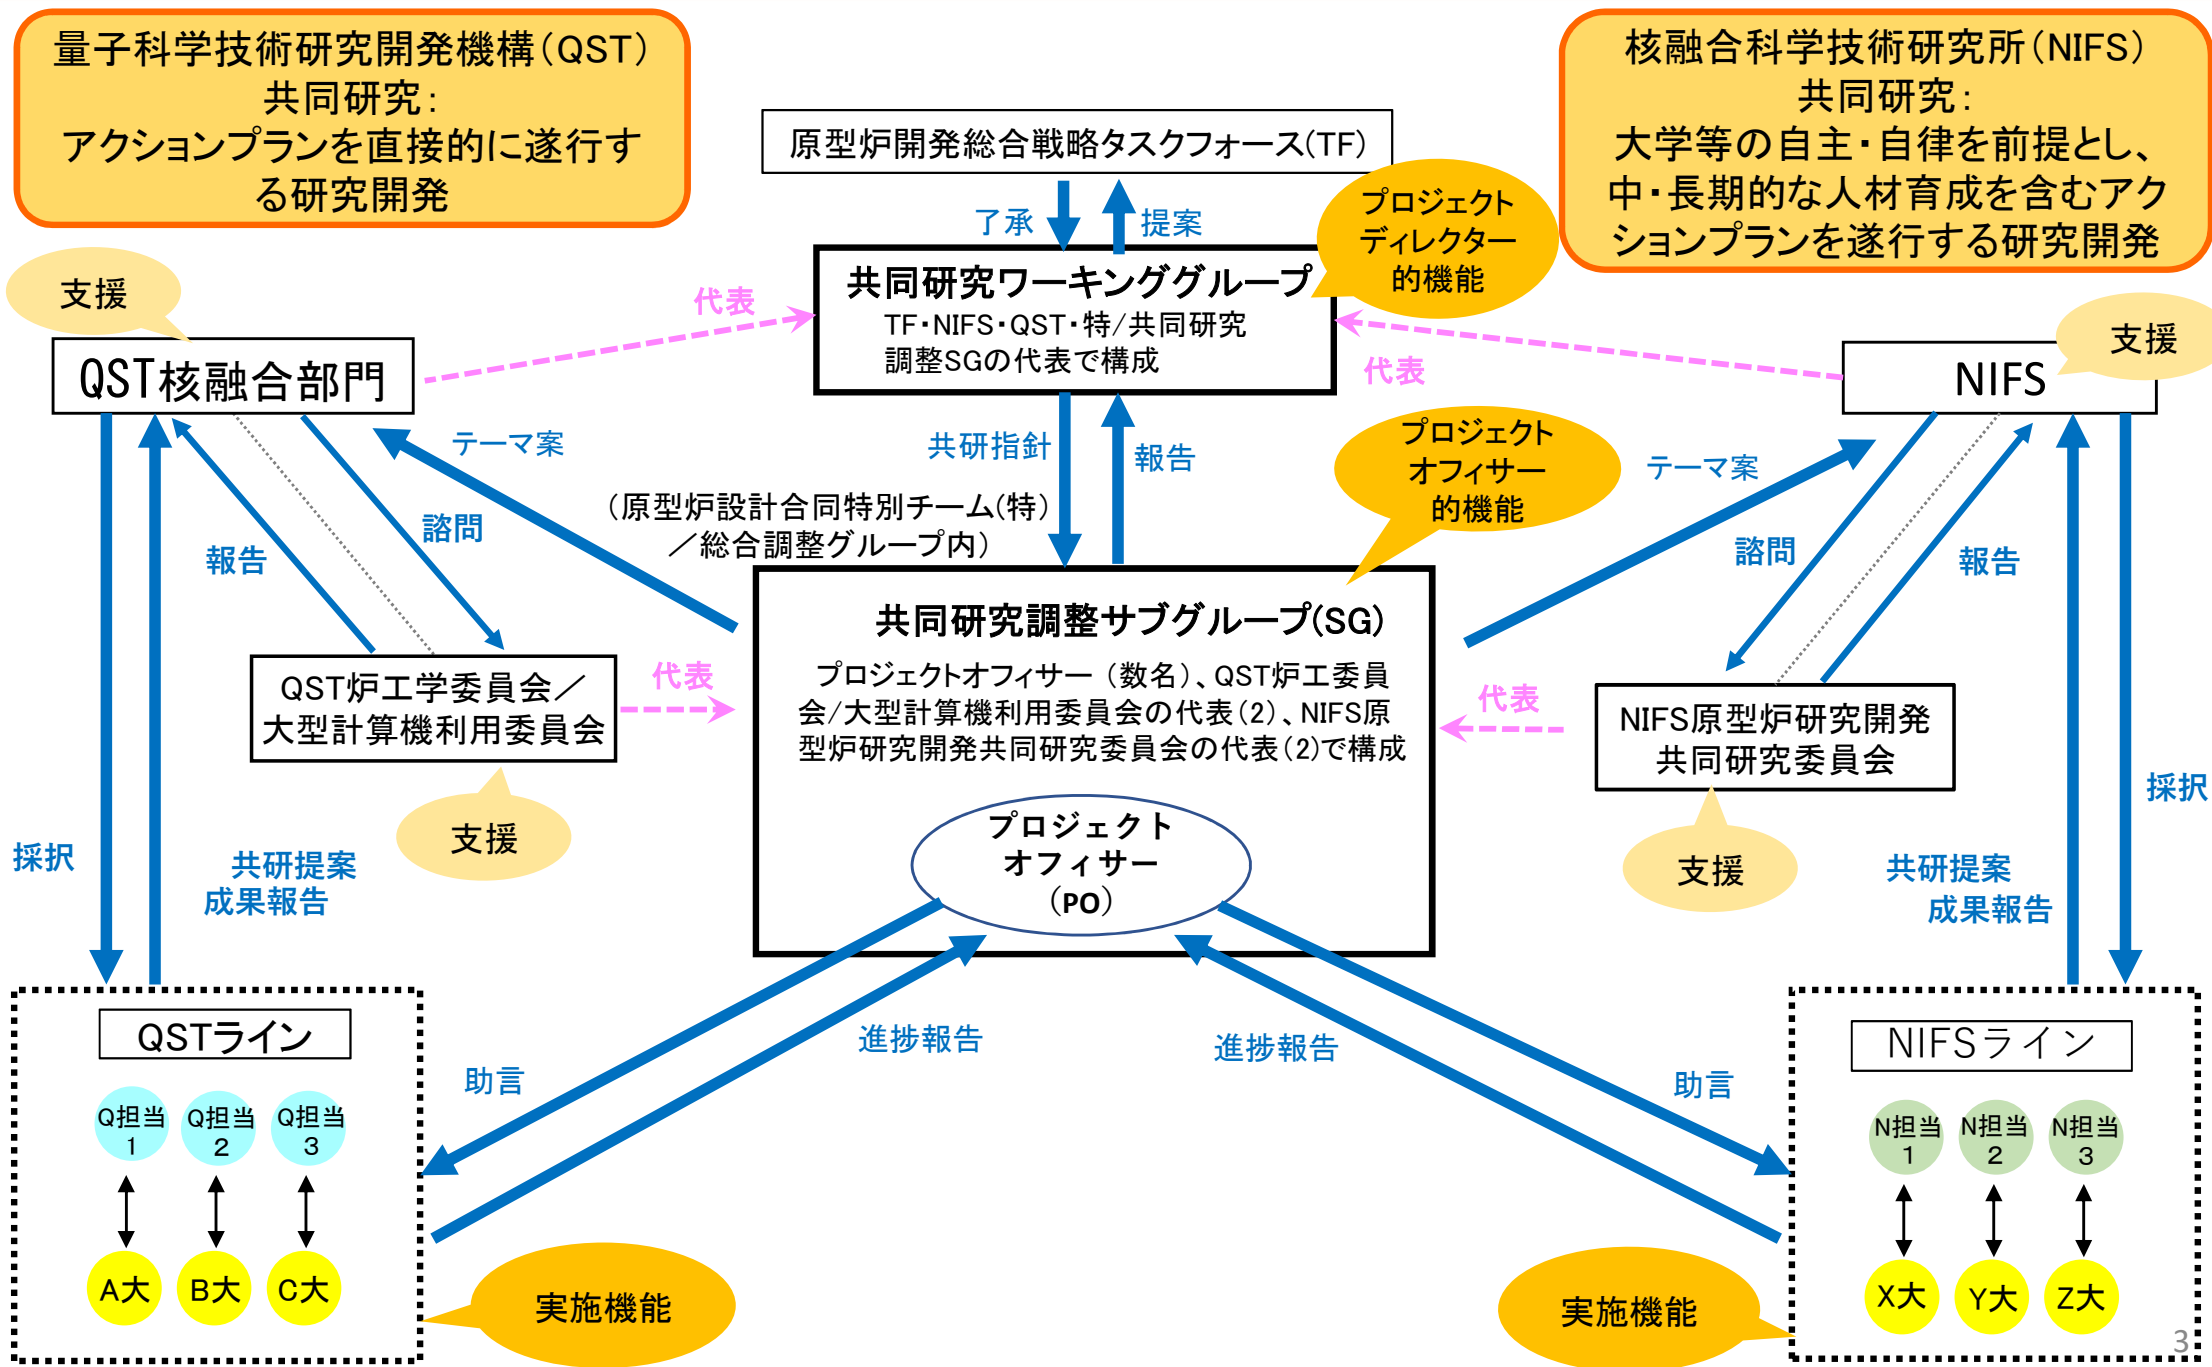 量子科学技術研究開発機構（QST）
共同研究：
アクションプランを直接的に遂行す
る研究開発
核融合科学技術研究所（NIFS）
共同研究：
大学等の自主・自律を前提とし、
中・長期的な人材育成を含むアク
ションプランを遂行する研究開発
原型炉開発総合戦略タスクフォース(TF)
了承
提案
プロジェクト
ディレクター
的機能
共同研究ワーキンググループ
TF・NIFS・QST・特/共同研究
調整SGの代表で構成
支援
QST核融合部門
代表
代表
支援
NIFS
テーマ案
共研指針
報告
プロジェクト
オフィサー
的機能
テーマ案
（原型炉設計合同特別チーム(特)
／総合調整グループ内）
報告
諮問
諮問
報告
共同研究調整サブグループ(SG)
プロジェクトオフィサー（数名）、QST炉工委員
会/大型計算機利用委員会の代表(2)、NIFS原
型炉研究開発共同研究委員会の代表(2)で構成
QST炉工学委員会／
大型計算機利用委員会
代表
代表
NIFS原型炉研究開発
共同研究委員会
支援
支援
プロジェクト
オフィサー
（PO）
採択
共研提案
成果報告
共研提案
成果報告
採択
QSTライン
Q担当
1
Q担当
2
Q担当
3
A大
B大
C大
助言
進捗報告
進捗報告
助言
NIFSライン
N担当
1
N担当
2
N担当
3
X大
Y大
Z大
実施機能
実施機能
3